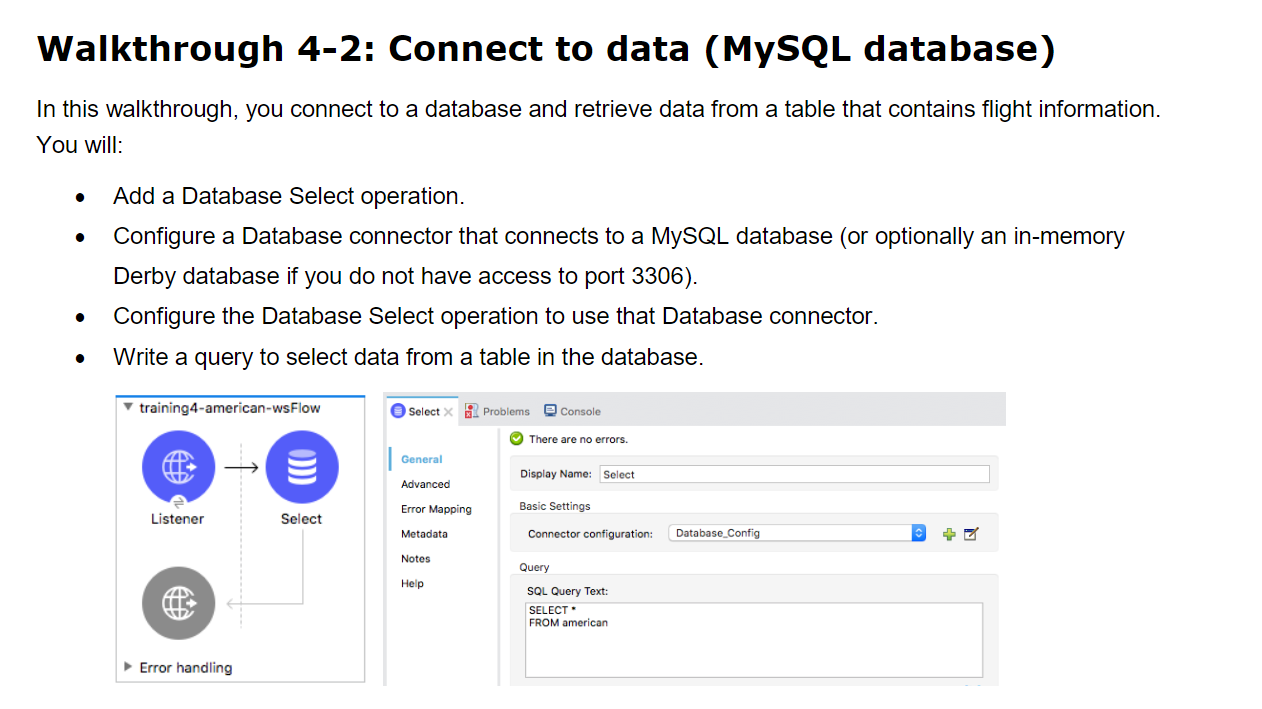 Walkthrough 4-2: Connect to data (MySQL database)
In this walkthrough, you connect to a database and retrieve data from a table that contains flight information.
You will:
• Add a Database Select operation.
• Configure a Database connector that connects to a MySQL database (or optionally an in-memory
Derby database if you do not have access to port 3306).
• Configure the Database Select operation to use that Database connector.
• Write a query to select data from a table in the database.
training4-american-wsFlow
Listener
Select
Error handling
Select
Problems
Console
General
Advanced
Error Mapping
Metadata
Notes
Help
There are no errors.
Display Name: Select
Basic Settings
Connector configuration: Database_Config
Query
SQL Query Text:
SELECT *
FROM american